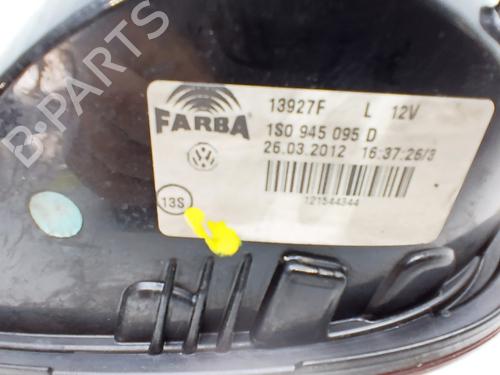 B-PARTS
FARBA
13927F L 12V
1S0 945 095 D
26.03.2012 16:37:26/3
13S
121544344